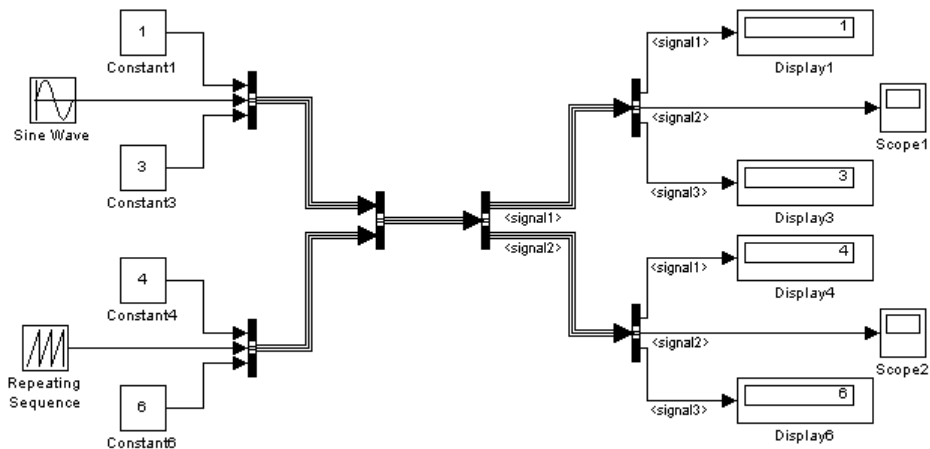 1
Constant1
Sine Wave
3
Constant3
4
Constant4
Repeating
Sequence
6
Constant6
<signal1>
<signal2>
<signal1>
1
Display1
<signal2>
Scope1
<signal3>
3
Display3
<signal1>
4
Display4
<signal2>
Scope2
<signal3>
6
Display6